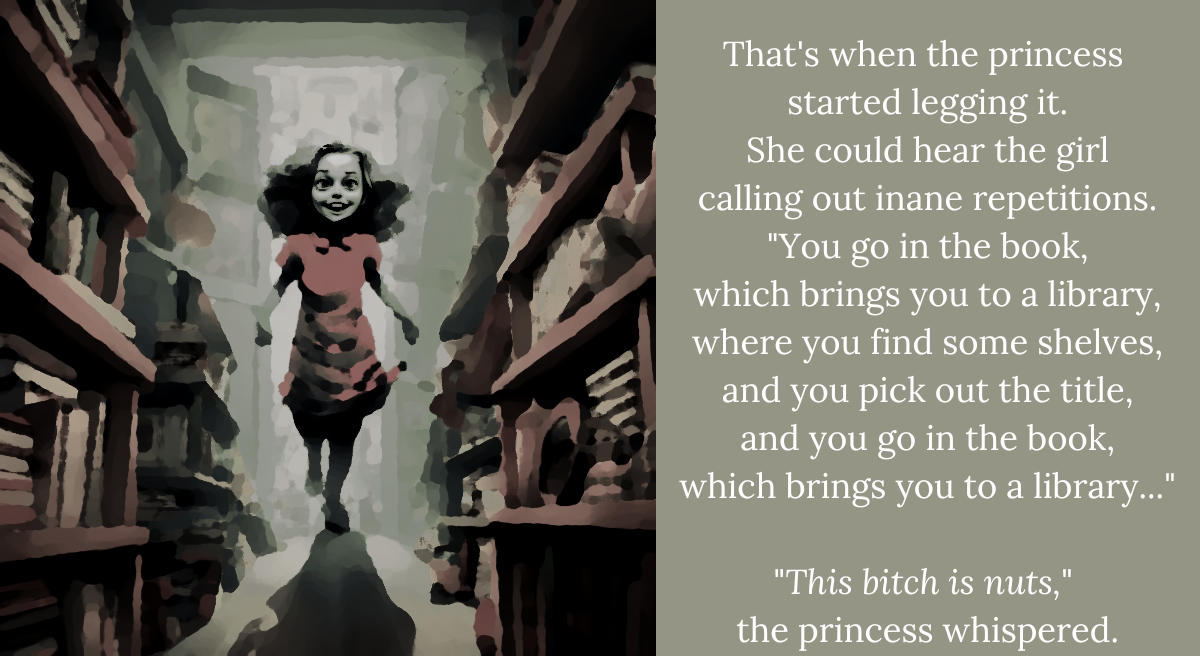 That's when the princess
started legging it.
She could hear the girl
calling out inane repetitions.
"You go in the book,
which brings you to a library,
where you find some shelves,
and you pick out the title,
and you go in the book,
which brings you to a library..."
"This bitch is nuts,"
the princess whispered.